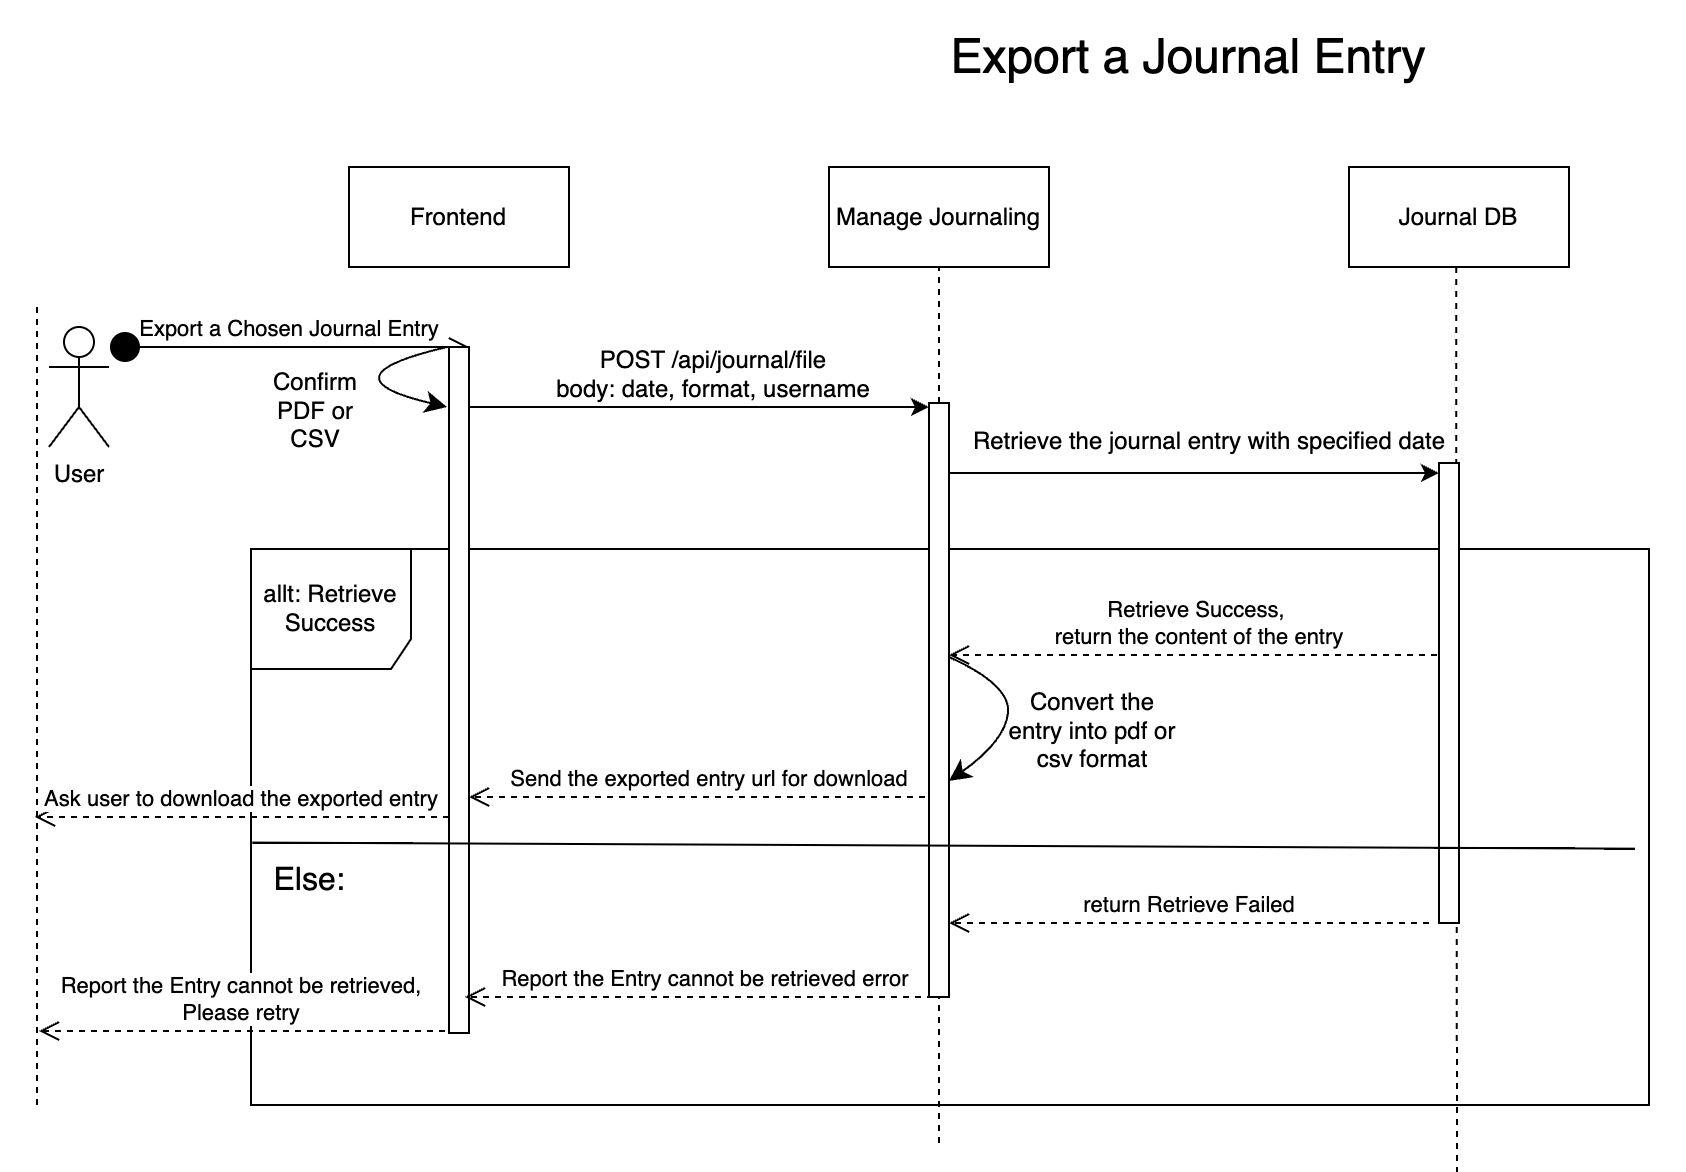 Export a Journal Entry
Frontend
Manage Journaling
Journal DB
Export a Chosen Journal Entry
Confirm
PDF or
CSV
User
POST /api/journal/file
body: date, format, username
Retrieve the journal entry with specified date
allt: Retrieve
Success
Retrieve Success,
return the content of the entry
Convert the
entry into pdf or
csv format
Send the exported entry url for download
Ask user to download the exported entry
Else:
return Retrieve Failed
Report the Entry cannot be retrieved error
Report the Entry cannot be retrieved,
Please retry